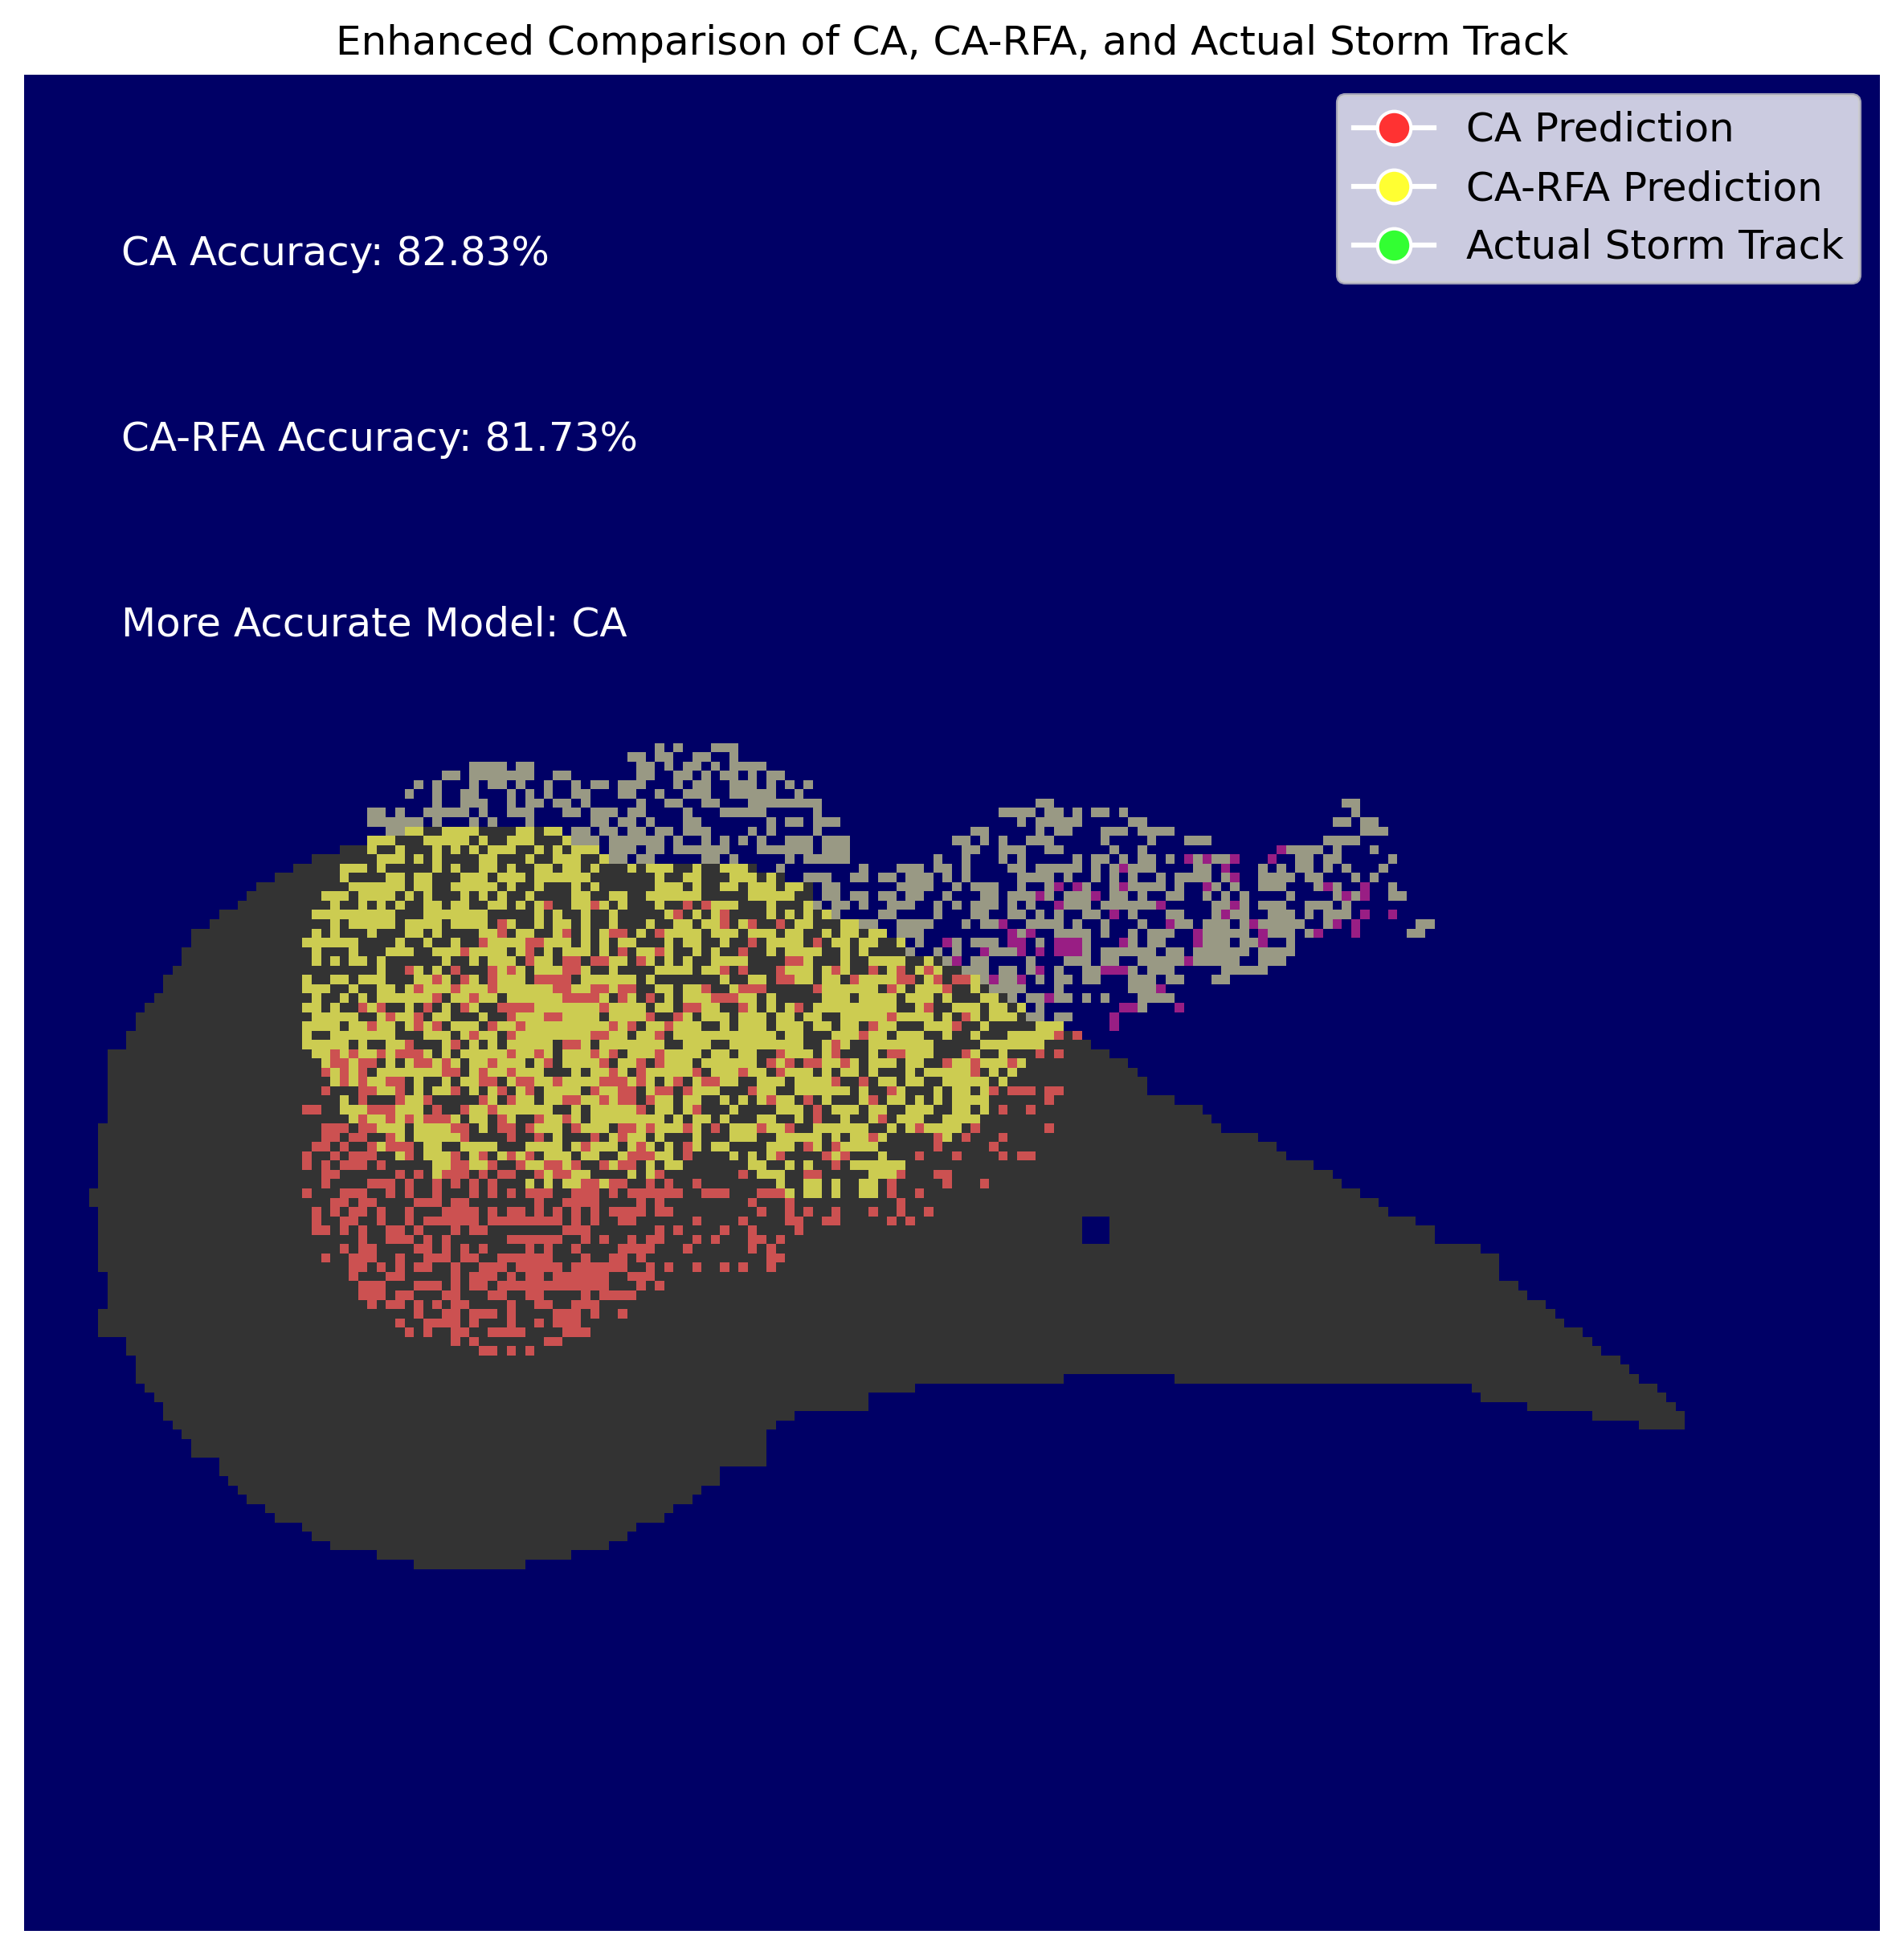 Enhanced Comparison of CA, CA-RFA, and Actual Storm Track
CA Prediction
CA-RFA Prediction
Actual Storm Track
CA Accuracy: 82.83%
CA-RFA Accuracy: 81.73%
More Accurate Model: CA